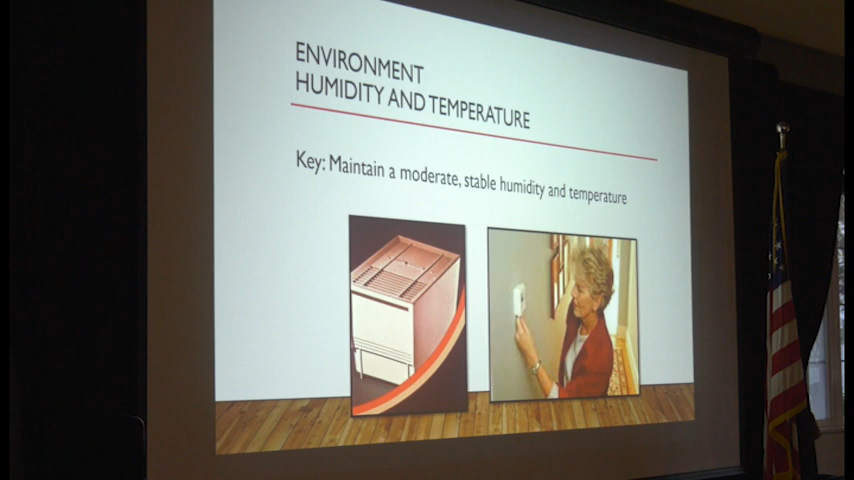 ENVIRONMENT
HUMIDITY AND TEMPERATURE
Key: Maintain a moderate, stable humidity and temperature